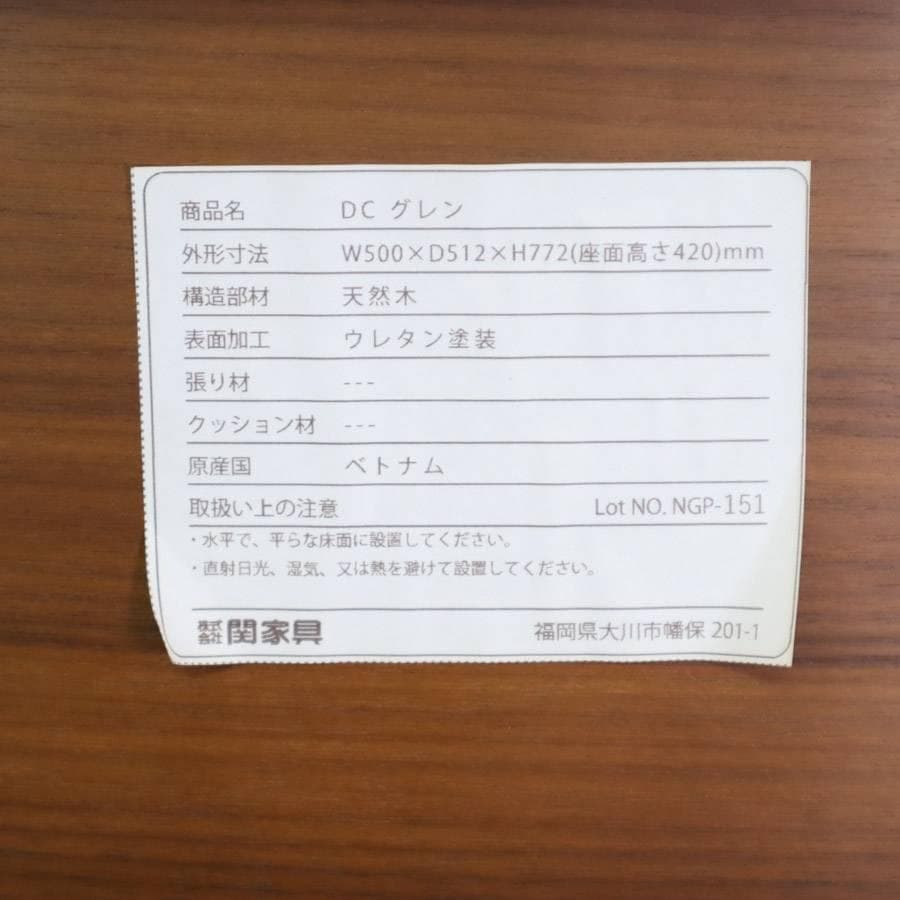 商品名 DC グレン
外形寸法 W500×D512×H772(座面高さ420)mm
構造部材 天然木
表面加工 ウレタン塗装
張り材 ---
クッション材 ---
原産国 ベトナム
取扱い上の注意 Lot NO. NGP-151
・水平で、平らな床面に設置してください。
・直射日光、湿気、又は熱を避けて設置してください。
株式会社 関家具 福岡県大川市幡保 201-1